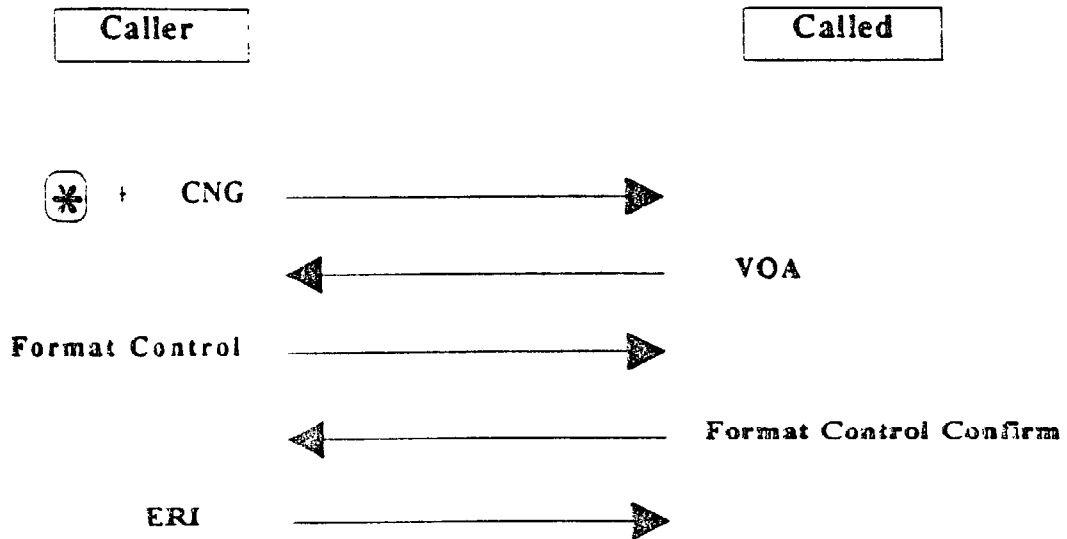 Caller Called
* + CNG
VOA
Format Control
Format Control Confirm
ERI